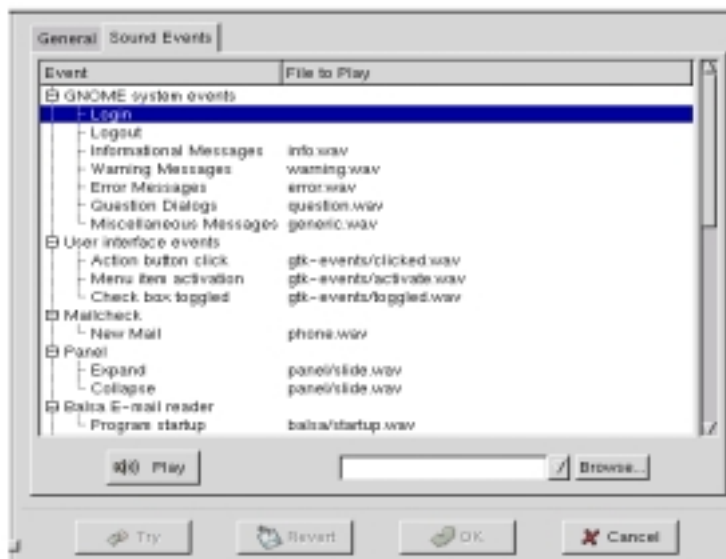 General Sound Events
Event File to Play
GNOME system events
Login
Logout
Informational Messages info.wav
Warning Messages warning.wav
Error Messages error.wav
Question Dialogs question.wav
Miscellaneous Messages generic.wav
User interface events
Action button click gtk-events/clicked.wav
Menu item activation gtk-events/activate.wav
Check box toggled gtk-events/toggled.wav
Mailcheck
New Mail phone.wav
Panel
Expand panel/slide.wav
Collapse panel/slide.wav
Balsa E-mail reader
Program startup balsa/startup.wav
Play Browse...
Try Revert OK Cancel